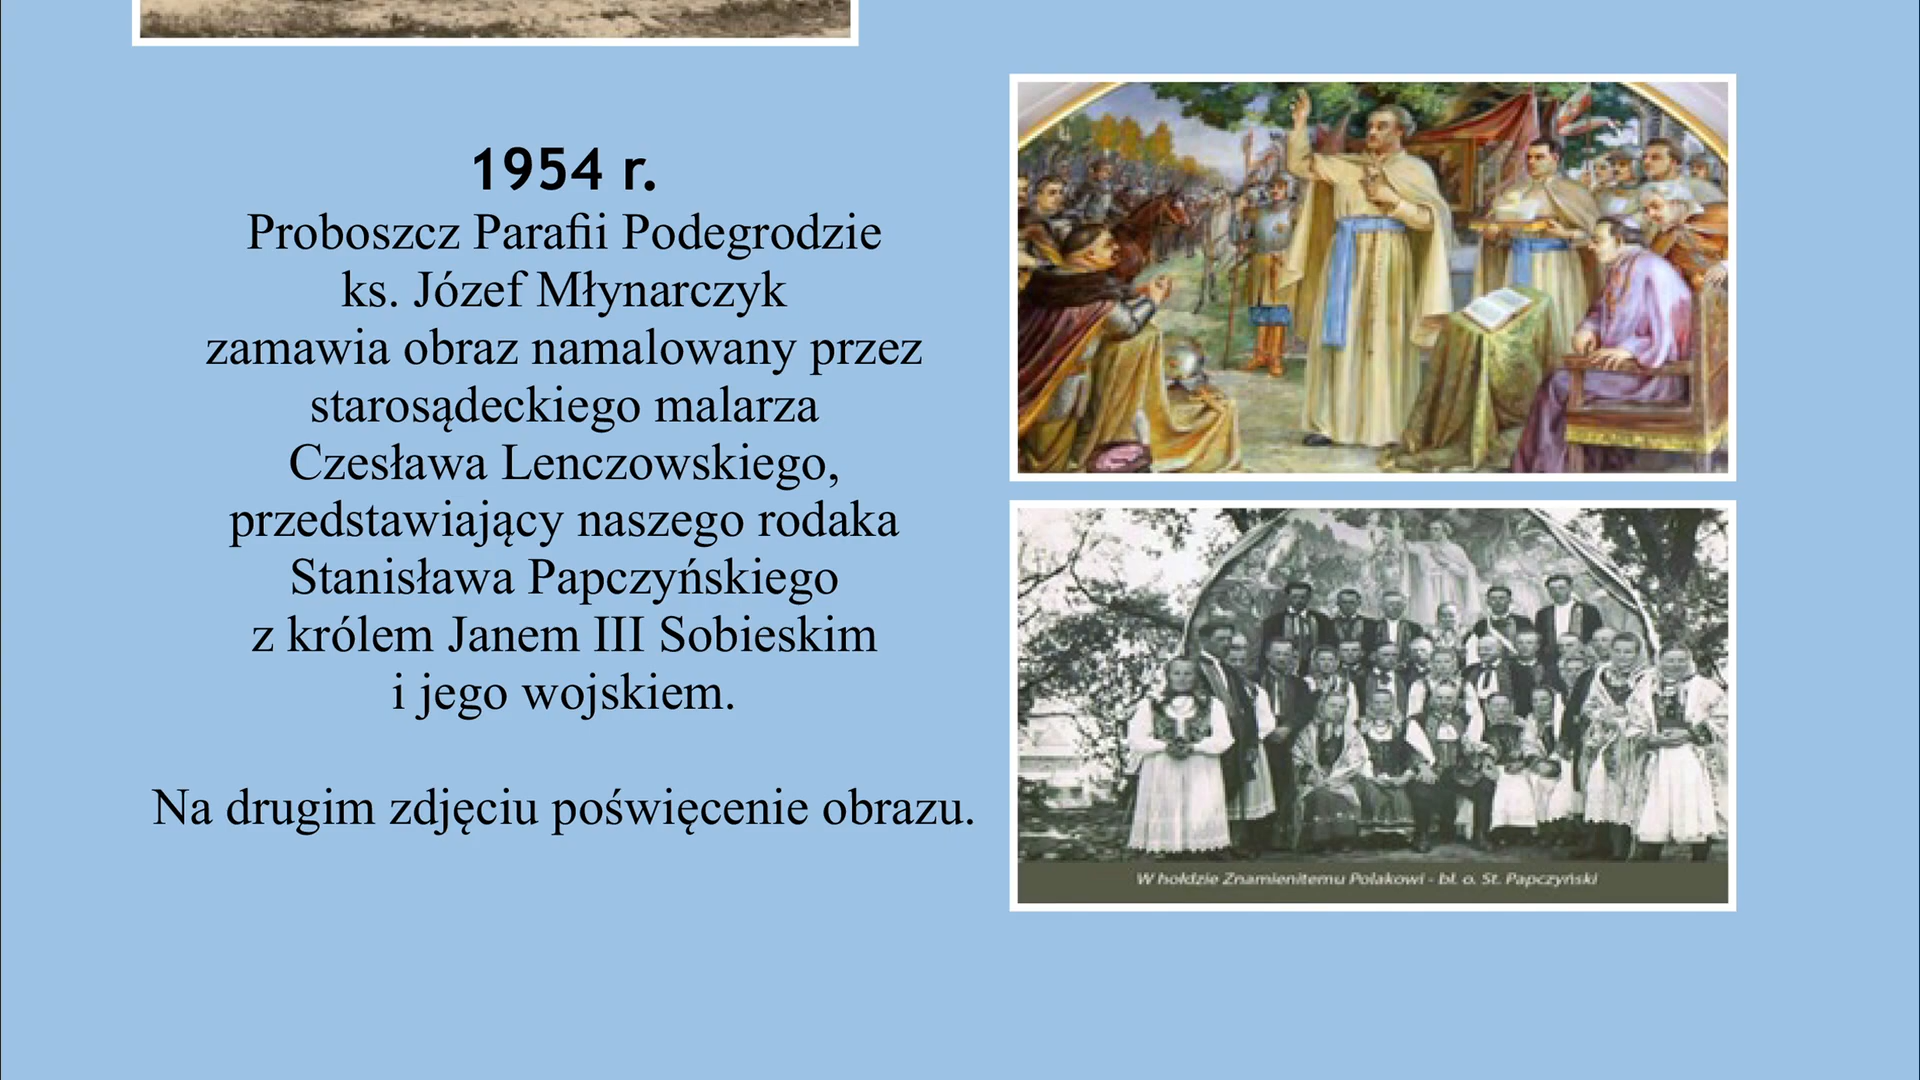 1954 r.
Proboszcz Parafii Podegrodzie
ks. Józef Młynarczyk
zamawia obraz namalowany przez
starosądeckiego malarza
Czesława Lenczowskiego,
przedstawiający naszego rodaka
Stanisława Papczyńskiego
z królem Janem III Sobieskim
i jego wojskiem.
Na drugim zdjęciu poświęcenie obrazu.
W hołdzie Znamienitemu Polakowi - bł. o. St. Papczyński